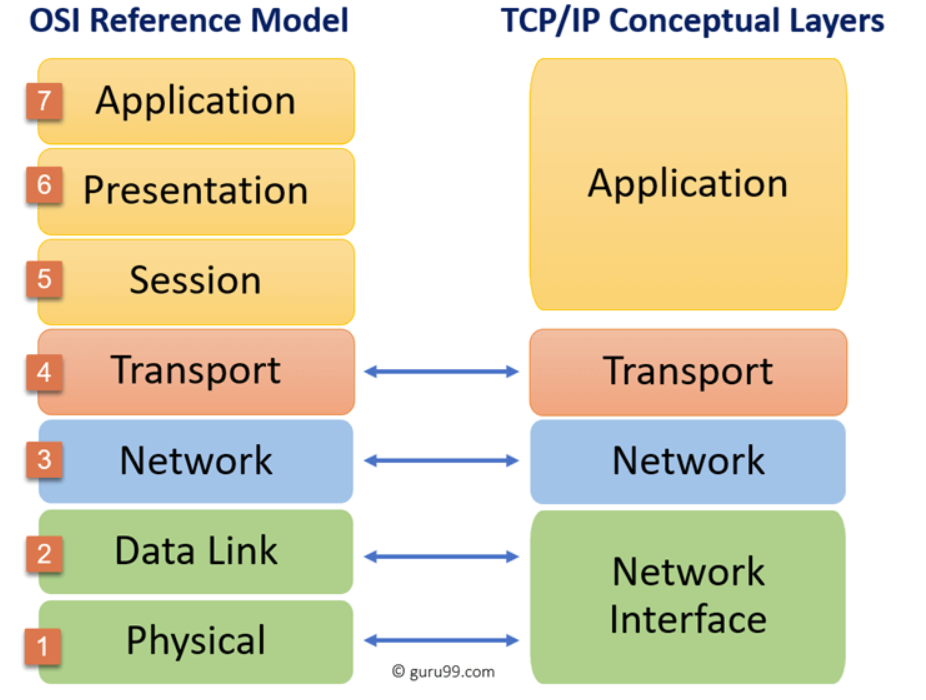 OSI Reference Model
TCP/IP Conceptual Layers
7 Application
6 Presentation
5 Session
Application
4 Transport
Transport
3 Network
Network
2 Data Link
1 Physical
Network
Interface
© guru99.com